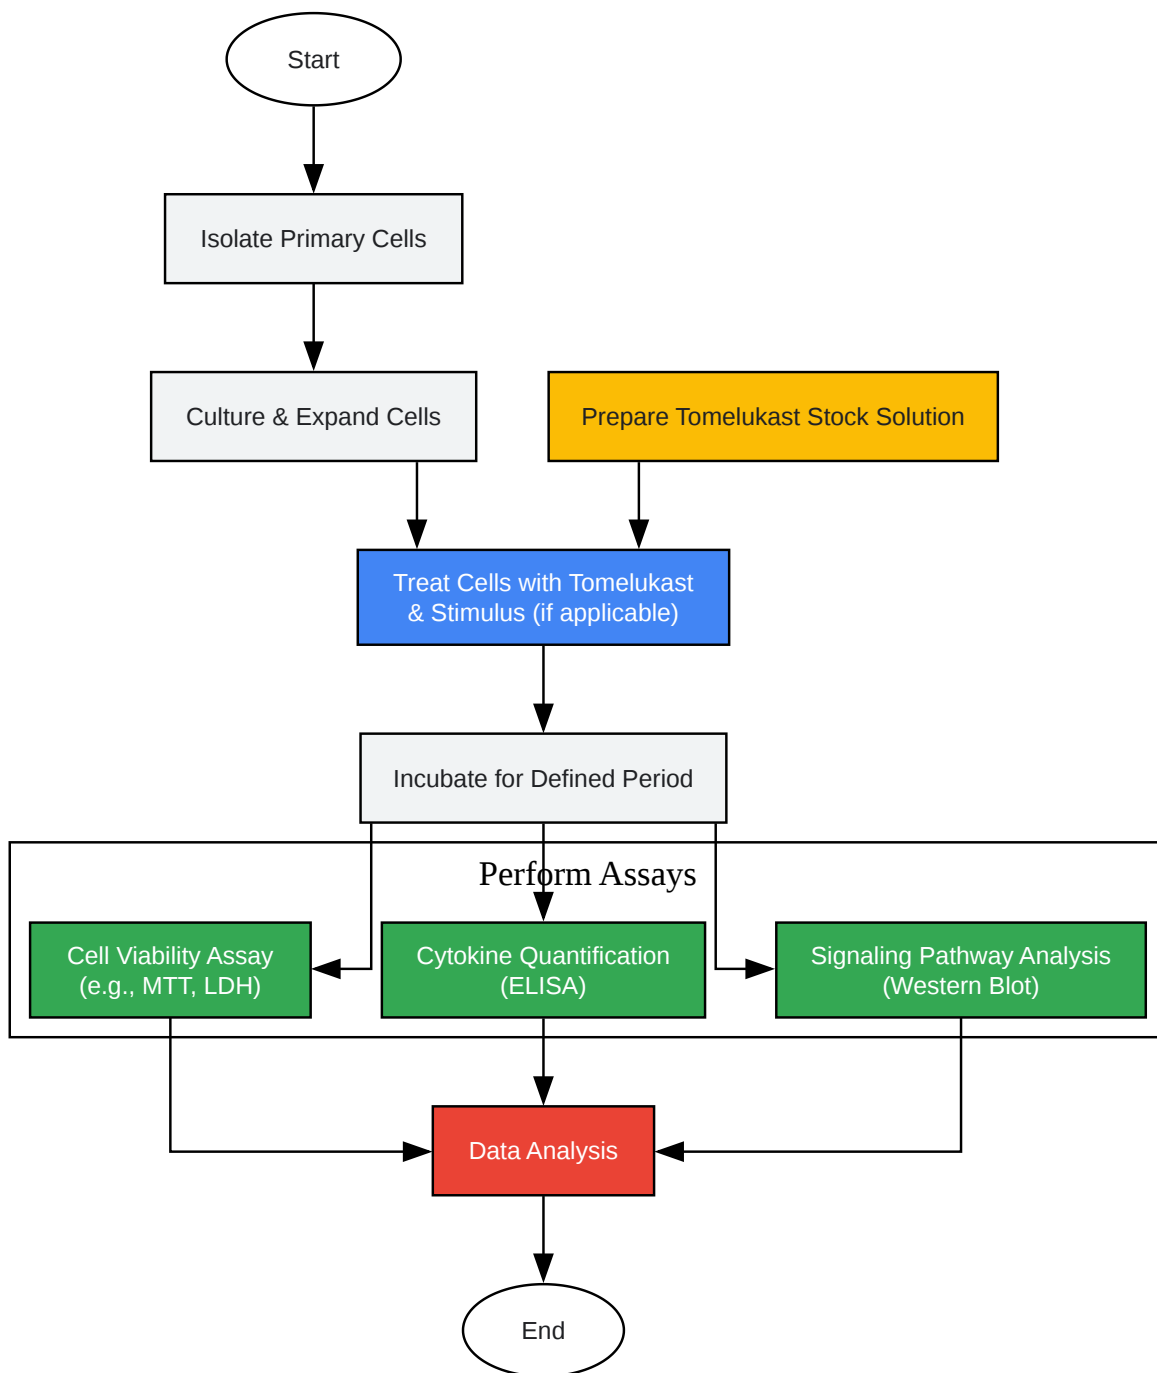 Start
Isolate Primary Cells
Culture & Expand Cells
Prepare Tomelukast Stock Solution
Treat Cells with Tomelukast
& Stimulus (if applicable)
Incubate for Defined Period
Perform Assays
Cell Viability Assay
(e.g., MTT, LDH)
Cytokine Quantification
(ELISA)
Signaling Pathway Analysis
(Western Blot)
Data Analysis
End